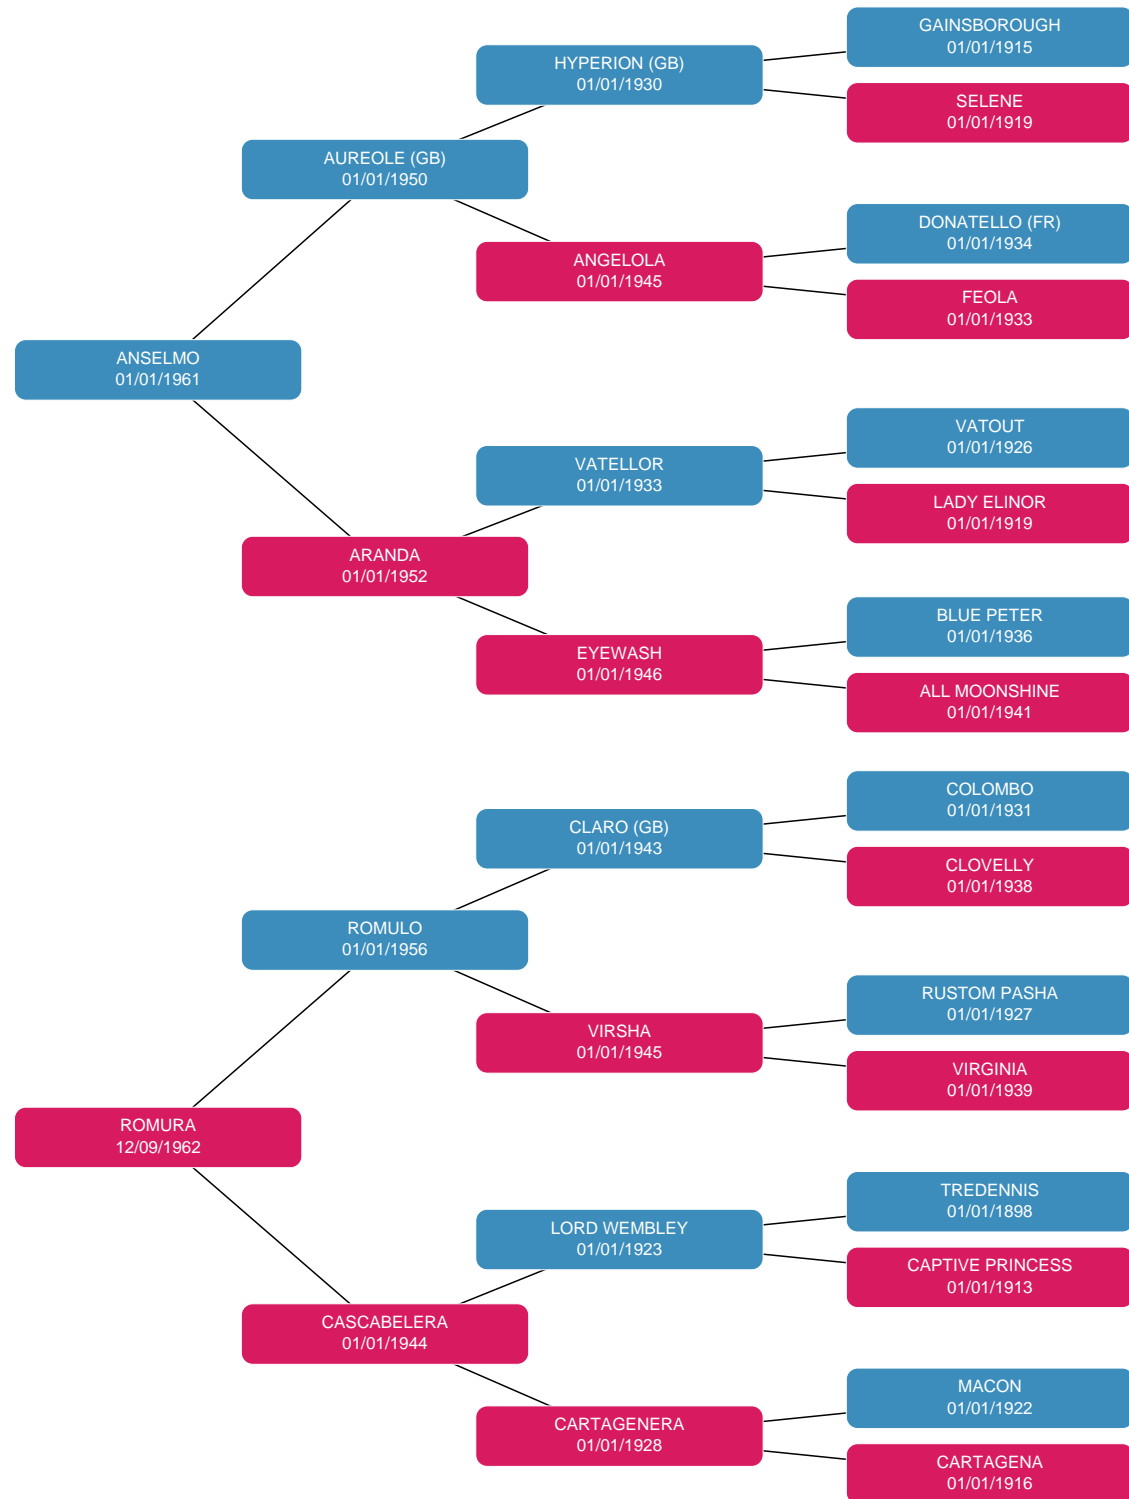 GAINSBOROUGH
01/01/1915
HYPERION (GB)
01/01/1930
SELENE
01/01/1919
AUREOLE (GB)
01/01/1950
DONATELLO (FR)
01/01/1934
ANGELOLA
01/01/1945
FEOLA
01/01/1933
ANSELMO
01/01/1961
VATOUT
01/01/1926
VATELLOR
01/01/1933
LADY ELINOR
01/01/1919
ARANDA
01/01/1952
BLUE PETER
01/01/1936
EYEWASH
01/01/1946
ALL MOONSHINE
01/01/1941
COLOMBO
01/01/1931
CLARO (GB)
01/01/1943
CLOVELLY
01/01/1938
ROMULO
01/01/1956
RUSTOM PASHA
01/01/1927
VIRSHA
01/01/1945
VIRGINIA
01/01/1939
ROMURA
12/09/1962
TREDENNIS
01/01/1898
LORD WEMBLEY
01/01/1923
CAPTIVE PRINCESS
01/01/1913
CASCABELERA
01/01/1944
MACON
01/01/1922
CARTAGENERA
01/01/1928
CARTAGENA
01/01/1916